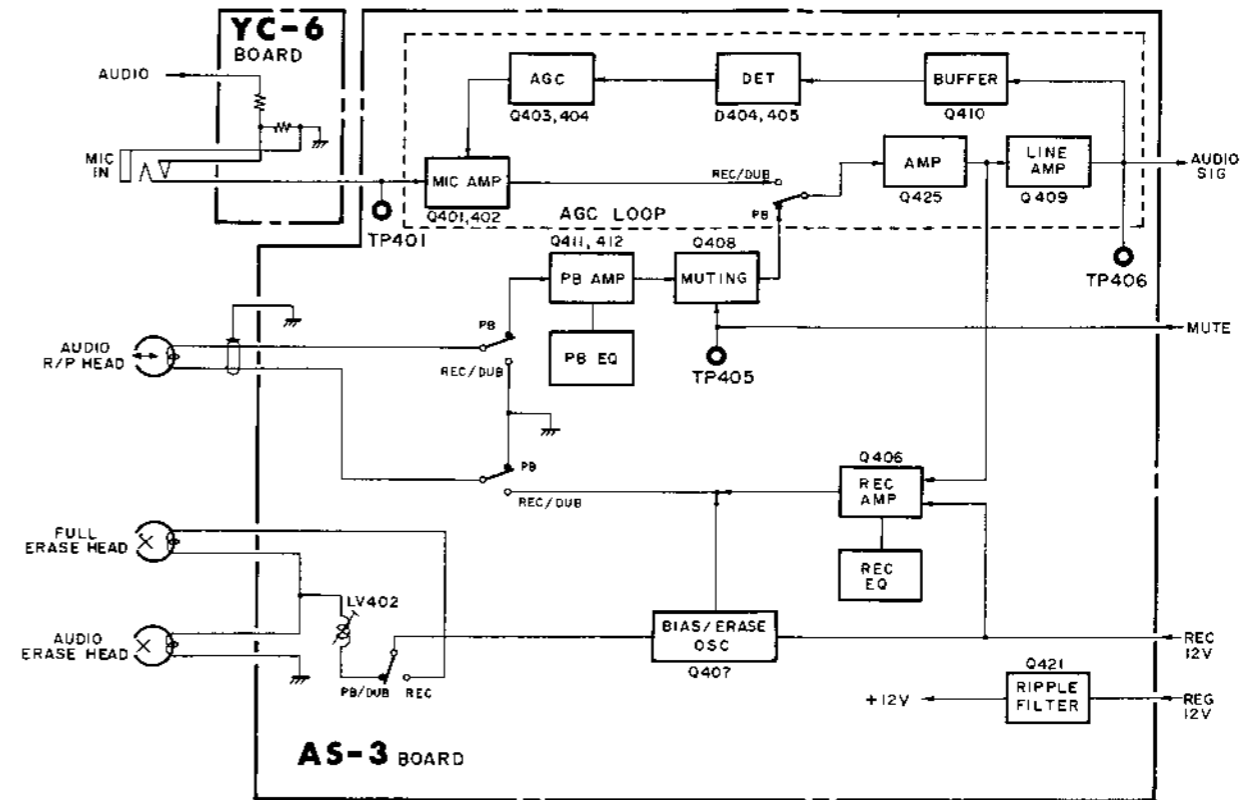 YC-6
BOARD
AUDIO
MIC
IN
AGC
Q403, 404
DET
D404, 405
BUFFER
Q410
MIC AMP
Q401, 402
REC/DUB
PB
AMP
Q425
LINE
AMP
Q409
AUDIO
SIG
AGC LOOP
TP401
TP406
Q411, 412
PB AMP
Q408
MUTING
PB EQ
TP405
MUTE
AUDIO
R/P HEAD
PB
REC/DUB
PB
REC/DUB
Q406
REC
AMP
REC
EQ
FULL
ERASE HEAD
LV402
AUDIO
ERASE HEAD
PB/DUB
REC
BIAS/ERASE
OSC
Q407
REC
12V
Q421
RIPPLE
FILTER
+12V
REG
12V
AS-3 BOARD